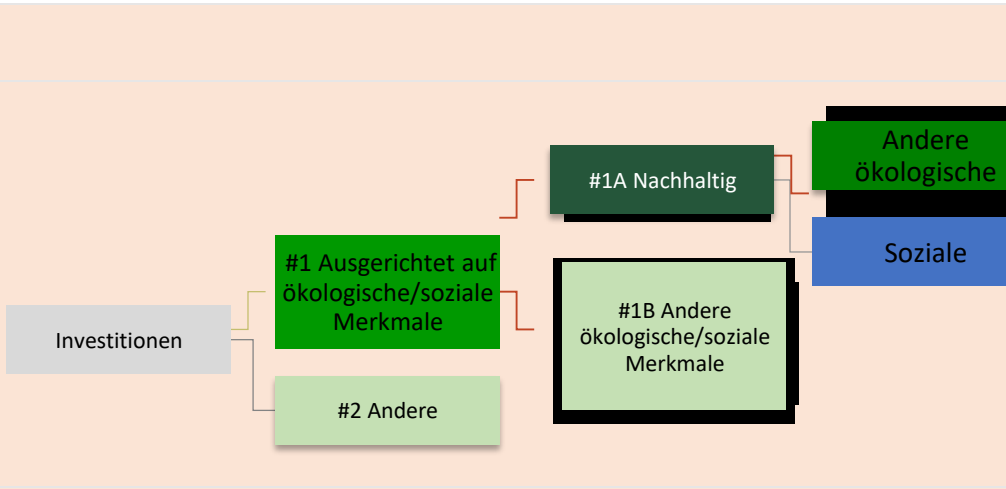 Investitionen
#1 Ausgerichtet auf
ökologische/soziale
Merkmale
#2 Andere
#1A Nachhaltig
#1B Andere
ökologische/soziale
Merkmale
Andere
ökologische
Soziale